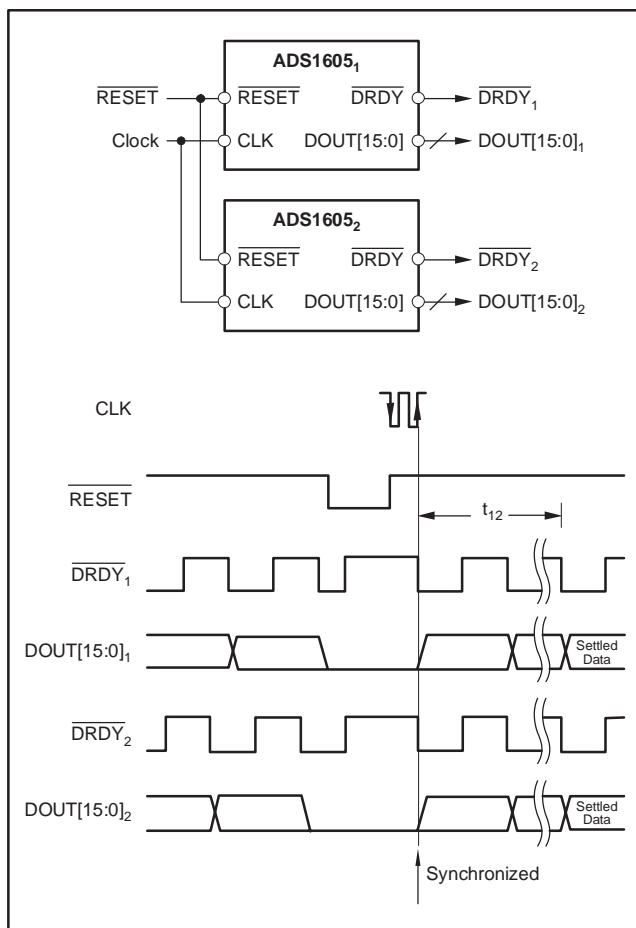 ADS1605₁
RESET RESET DRDY DRDY₁
Clock CLK DOUT[15:0] DOUT[15:0]₁
ADS1605₂
RESET DRDY DRDY₂
CLK DOUT[15:0] DOUT[15:0]₂
CLK
RESET
t₁₂
DRDY₁
DOUT[15:0]₁
Settled
Data
DRDY₂
DOUT[15:0]₂
Settled
Data
Synchronized